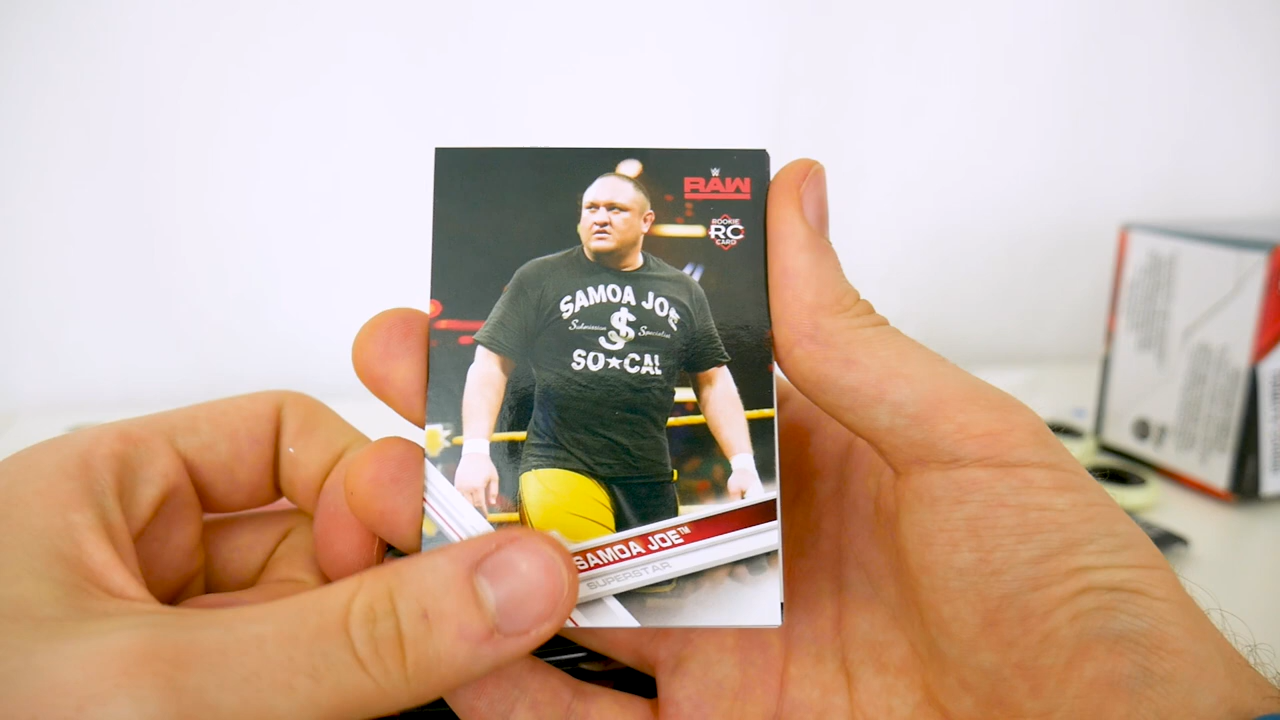 W
RAW
ROOKIE
RC
CARD
SAMOA JOE
Submission Specialist
$
SO★CAL
SAMOA JOE™
SUPERSTAR